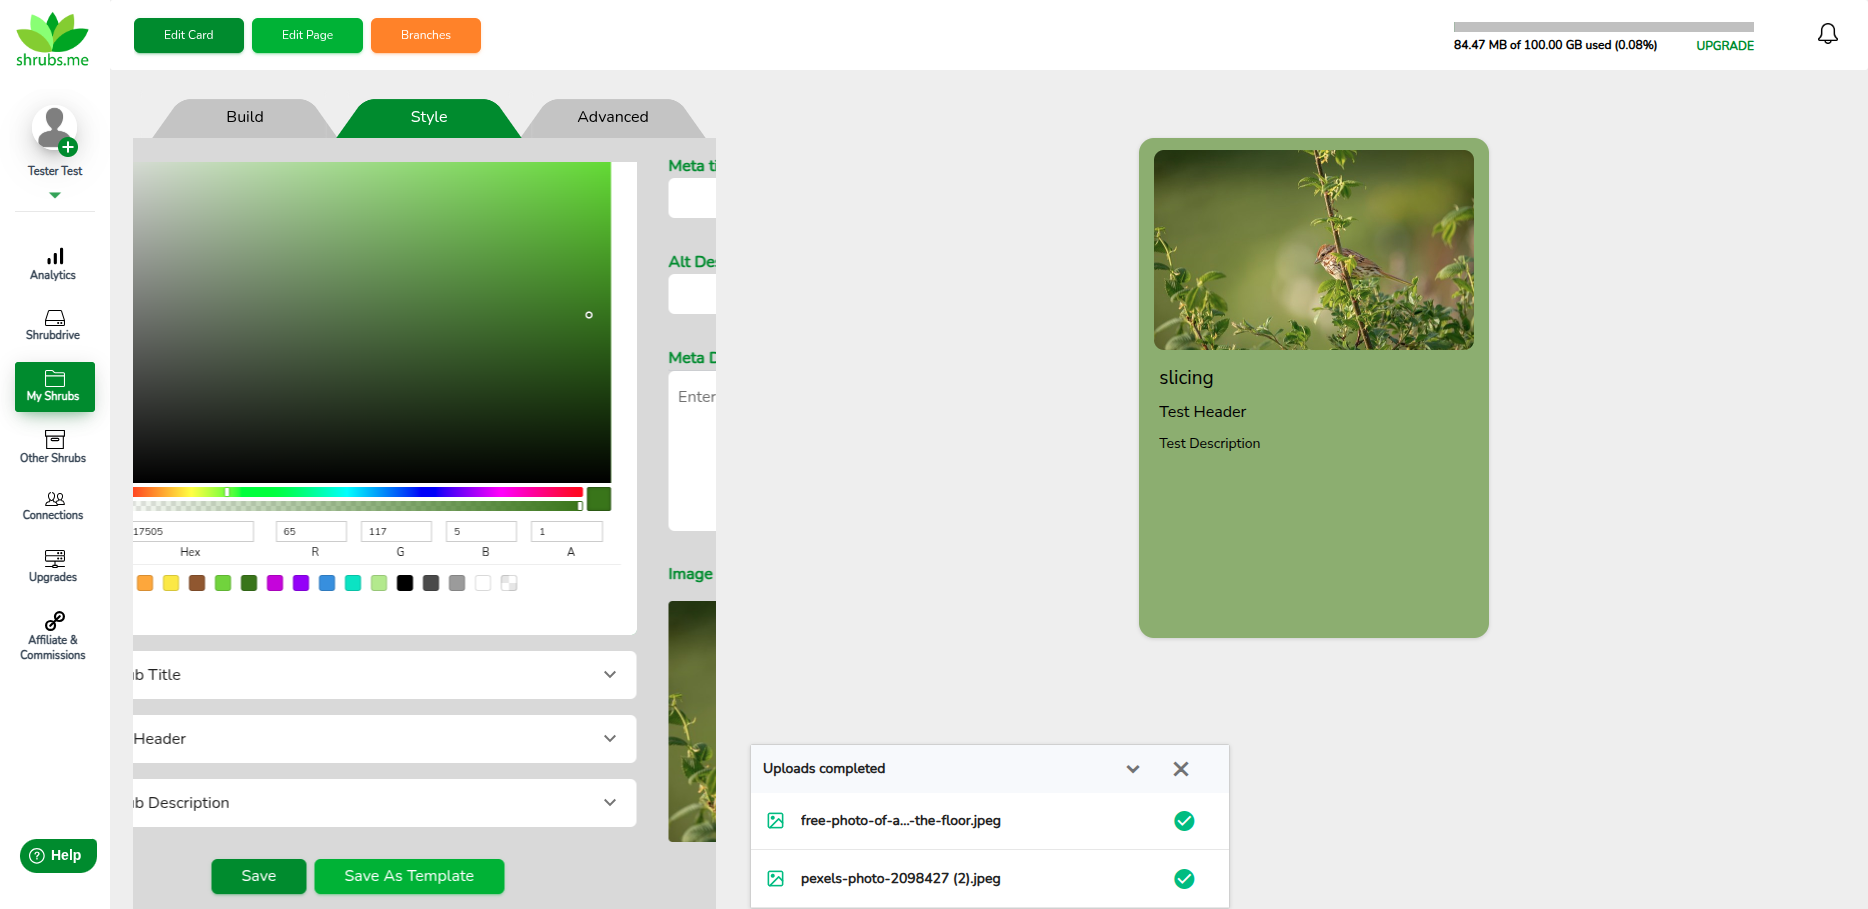 shrubs.me
Edit Card
Edit Page
Branches
84.47 MB of 100.00 GB used (0.08%)
UPGRADE
Tester Test
Analytics
Shrubdrive
My Shrubs
Other Shrubs
Connections
Upgrades
Affiliate &
Commissions
? Help
Build
Style
Advanced
17505
65
117
5
1
Hex
R
G
B
A
ub Title
Header
ub Description
Save
Save As Template
Meta ti
Alt Des
Meta D
Enter
Image
slicing
Test Header
Test Description
Uploads completed
free-photo-of-a...-the-floor.jpeg
pexels-photo-2098427 (2).jpeg